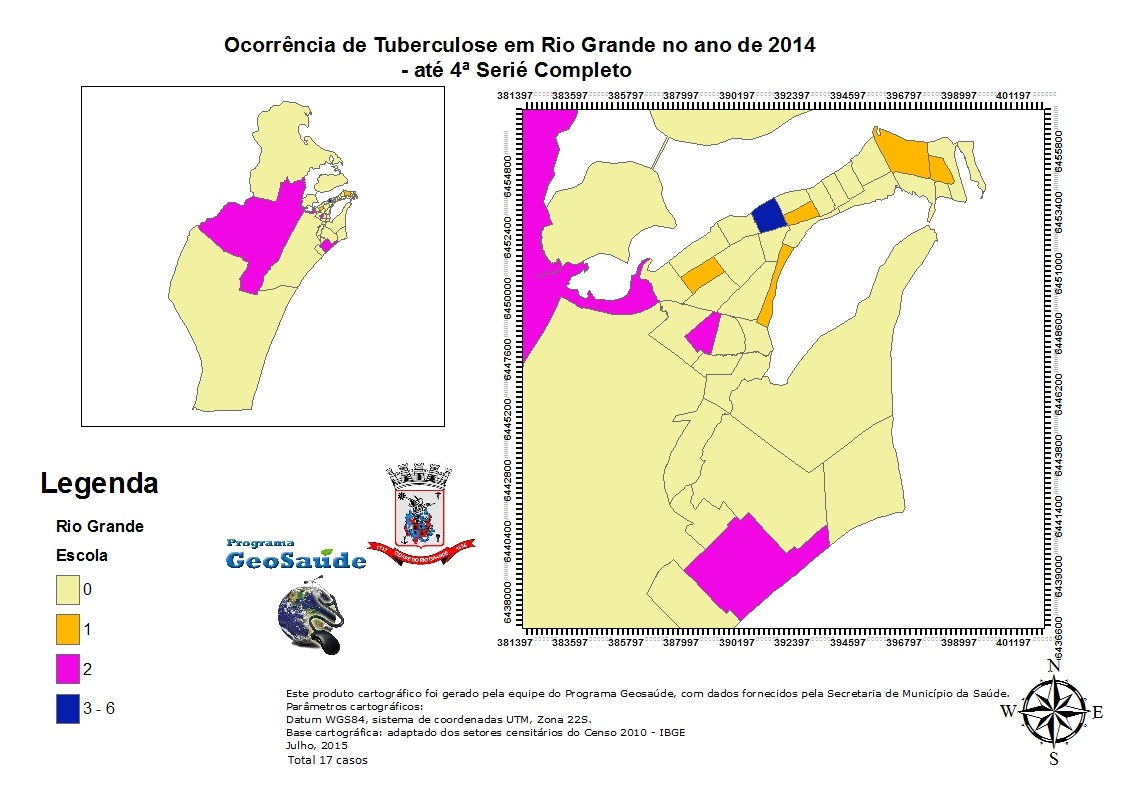 Ocorrência de Tuberculose em Rio Grande no ano de 2014
- até 4ª Serié Completo
381397 383597 385797 387997 390197 392397 394597 396797 398997 401197
6454800
6452400
6450000
6447600
6445200
6442800
6440400
6438000
6455800
6453400
6451000
6448600
6446200
6443800
6441400
6439000
6436600
381397 383597 385797 387997 390197 392397 394597 396797 398997 401197
Legenda
Rio Grande
Escola
0
1
2
3 - 6
Programa
GeoSaúde
Este produto cartográfico foi gerado pela equipe do Programa Geosaúde, com dados fornecidos pela Secretaria de Município da Saúde.
Parâmetros cartográficos:
Datum WGS84, sistema de coordenadas UTM, Zona 22S.
Base cartográfica: adaptado dos setores censitários do Censo 2010 - IBGE
Julho, 2015
Total 17 casos
N
W E
S